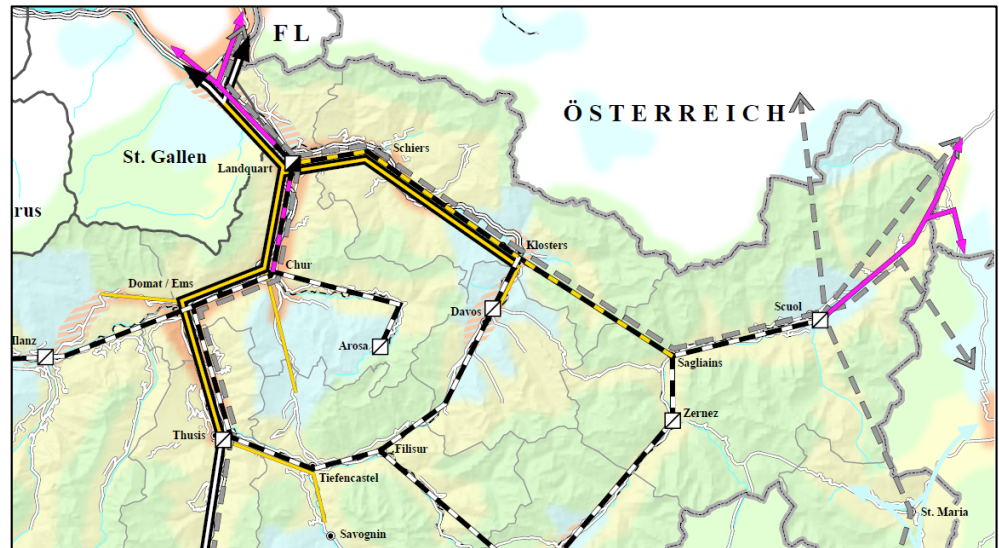 F L
ÖSTERREICH
St. Gallen
Schiers
Landquart
rus
Klosters
Chur
Domat / Ems
Davos
Scuol
Ilanz
Arosa
Sagliains
Zernez
Thusis
Filisur
Tiefencastel
St. Maria
Savognin